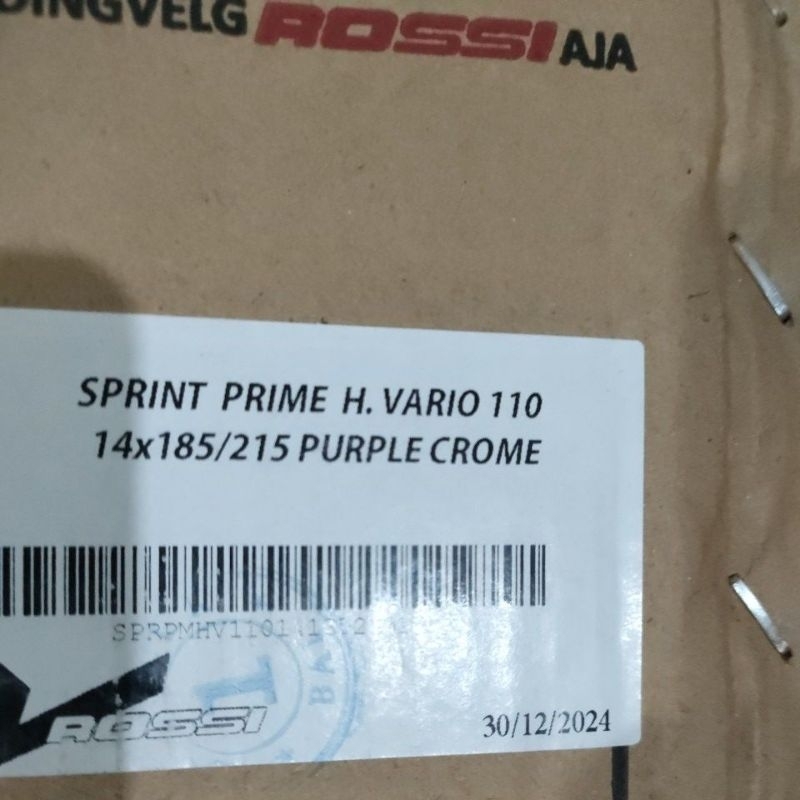 DINGVELG ROSSI AJA
SPRINT PRIME H. VARIO 110
14x185/215 PURPLE CROME
ROSSI
30/12/2024